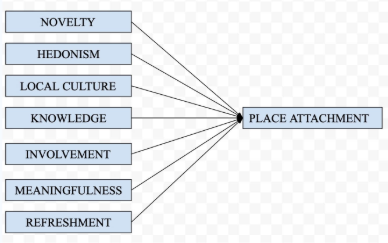 NOVELTY
HEDONISM
LOCAL CULTURE
KNOWLEDGE
PLACE ATTACHMENT
INVOLVEMENT
MEANINGFULNESS
REFRESHMENT